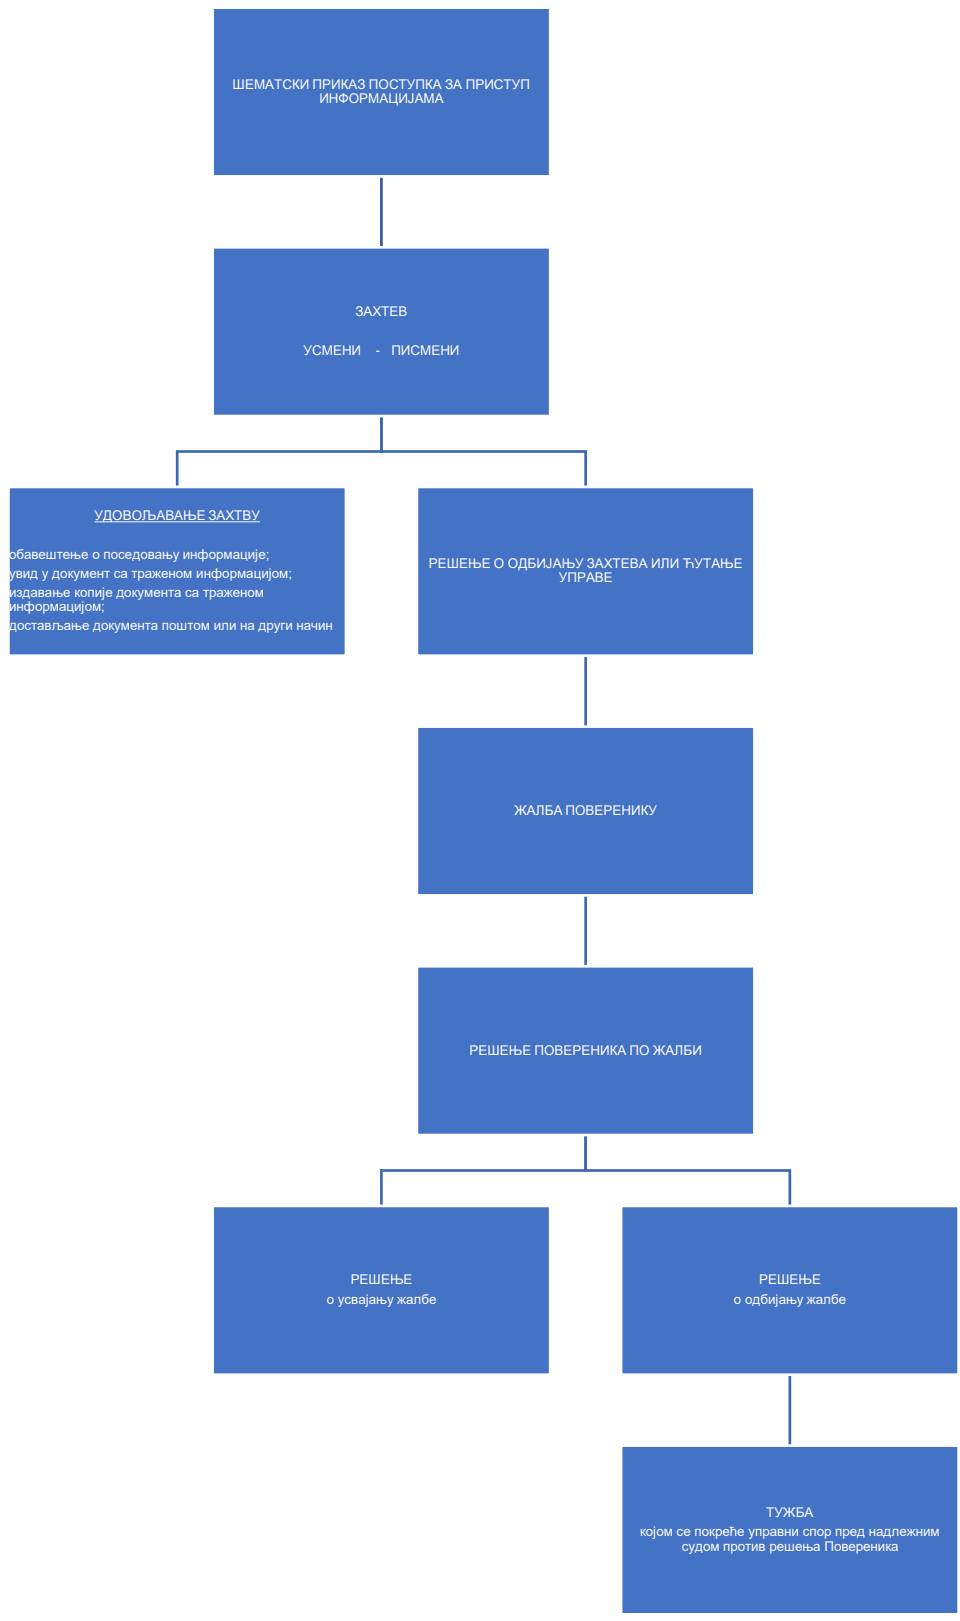 ШЕМАТСКИ ПРИКАЗ ПОСТУПКА ЗА ПРИСТУП
ИНФОРМАЦИЈАМА
ЗАХТЕВ
УСМЕНИ - ПИСМЕНИ
УДОВОЉАВАЊЕ ЗАХТВУ
обавештење о поседовању информације;
увид у документ са траженом информацијом;
издавање копије документа са траженом
информацијом;
достављање документа поштом или на други начин
РЕШЕЊЕ О ОДБИЈАЊУ ЗАХТЕВА ИЛИ ЋУТАЊЕ
УПРАВЕ
ЖАЛБА ПОВЕРЕНИКУ
РЕШЕЊЕ ПОВЕРЕНИКА ПО ЖАЛБИ
РЕШЕЊЕ
о усвајању жалбе
РЕШЕЊЕ
о одбијању жалбе
ТУЖБА
којом се покреће управни спор пред надлежним
судом против решења Повереника